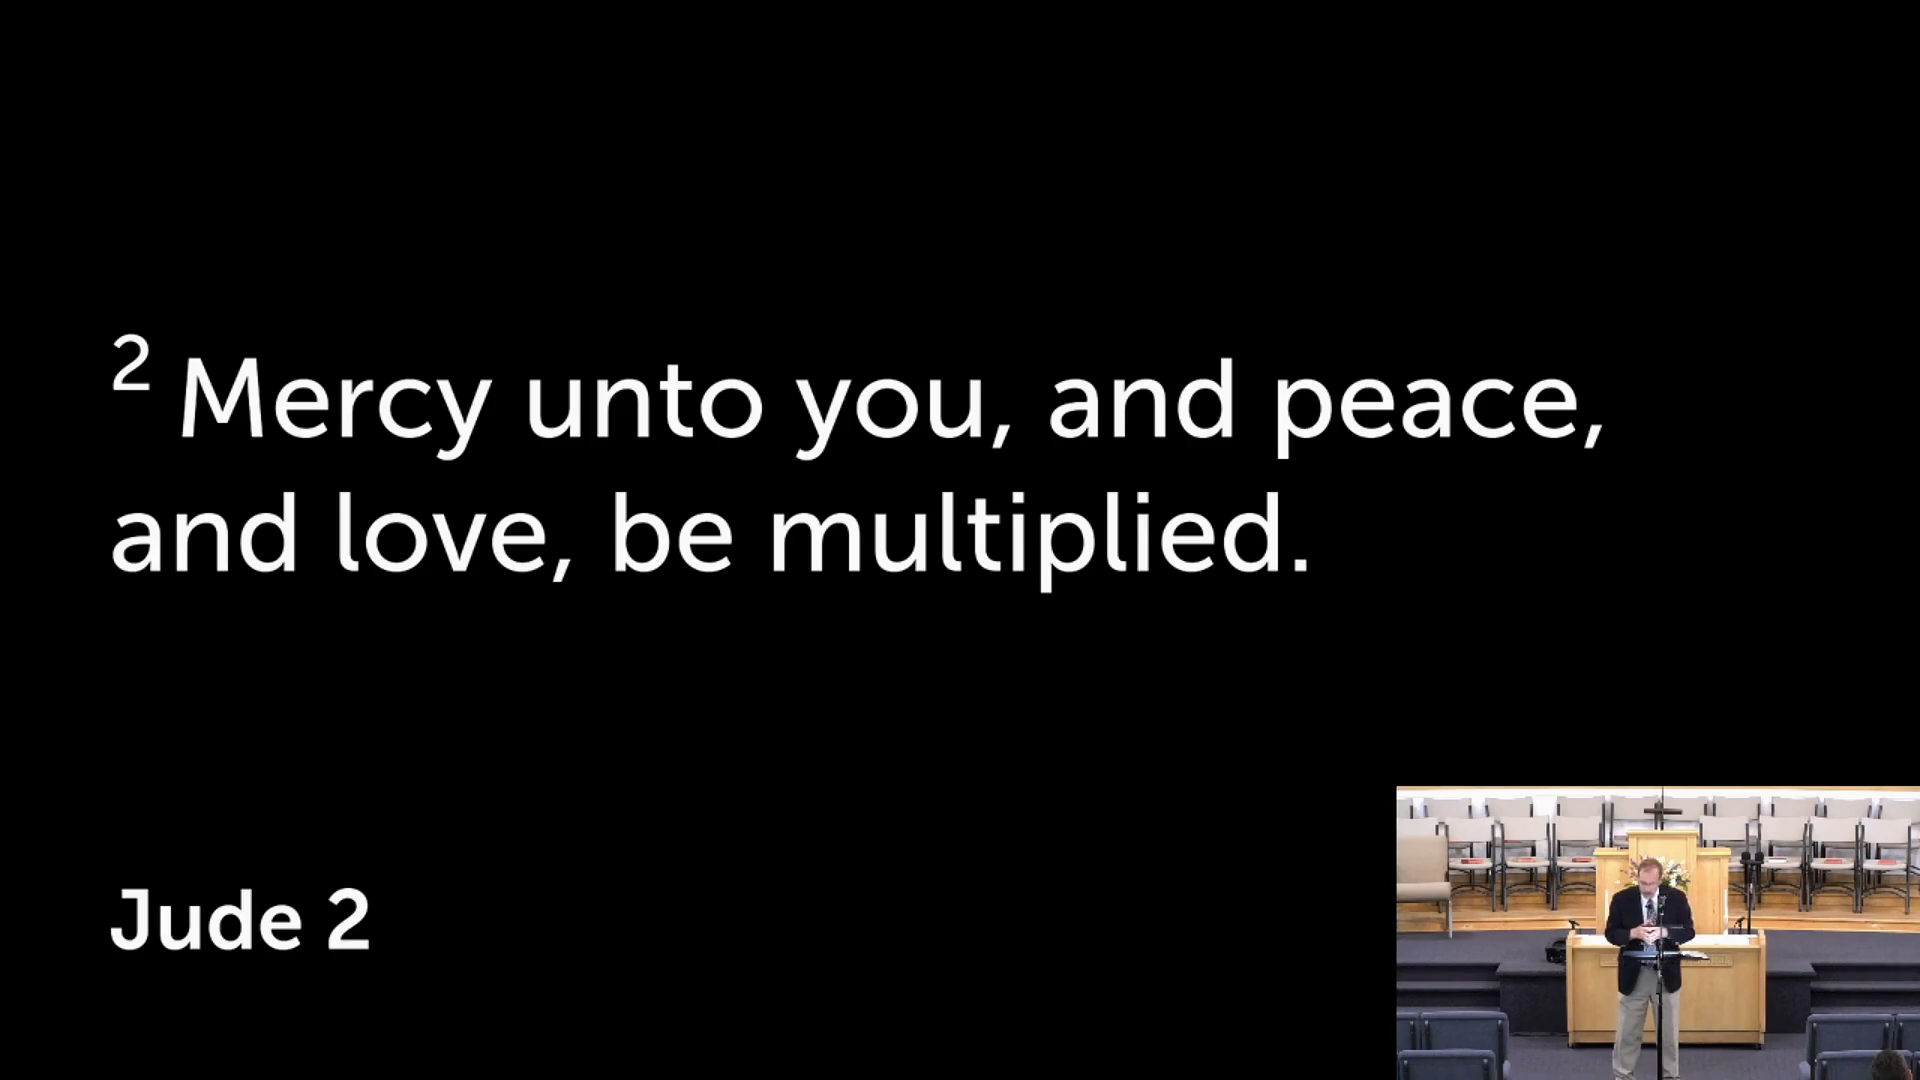 2 Mercy unto you, and peace,
and love, be multiplied.
Jude 2